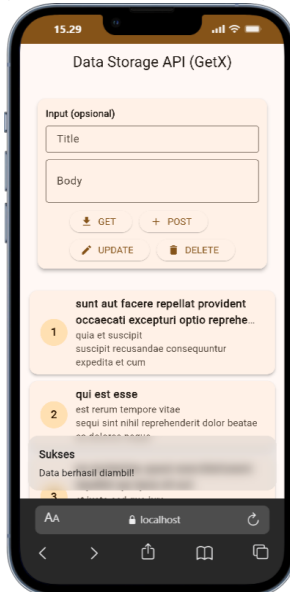 15.29
Data Storage API (GetX)
Input (opsional)
Title
Body
GET
+ POST
UPDATE
DELETE
sunt aut facere repellat provident
1
occaecati excepturi optio reprehe...
quia et suscipit
suscipit recusandae consequuntur
expedita et cum
qui est esse
2
est rerum tempore vitae
sequi sint nihil reprehenderit dolor beatae
Sukses
Data berhasil diambil!
3
AA
localhost